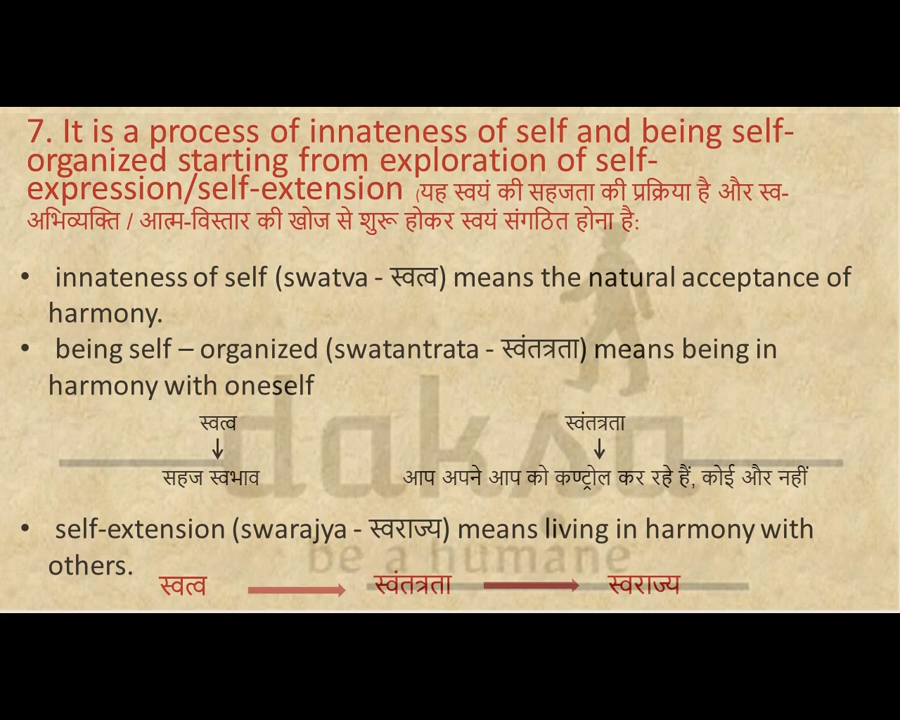 7. It is a process of innateness of self and being self-
organized starting from exploration of self-
expression/self-extension (यह स्वयं की सहजता की प्रक्रिया है और स्व-
अभिव्यक्ति / आत्म-विस्तार की खोज से शुरू होकर स्वयं संगठित होना है:
• innateness of self (swatva - स्वत्व) means the natural acceptance of
harmony.
• being self – organized (swatantrata - स्वंतत्रता) means being in
harmony with oneself
स्वत्व स्वंतत्रता
सहज स्वभाव आप अपने आप को कण्ट्रोल कर रहे हैं, कोई और नहीं
• self-extension (swarajya - स्वराज्य) means living in harmony with
others.
स्वत्व स्वंतत्रता स्वराज्य
daksa
be a humane